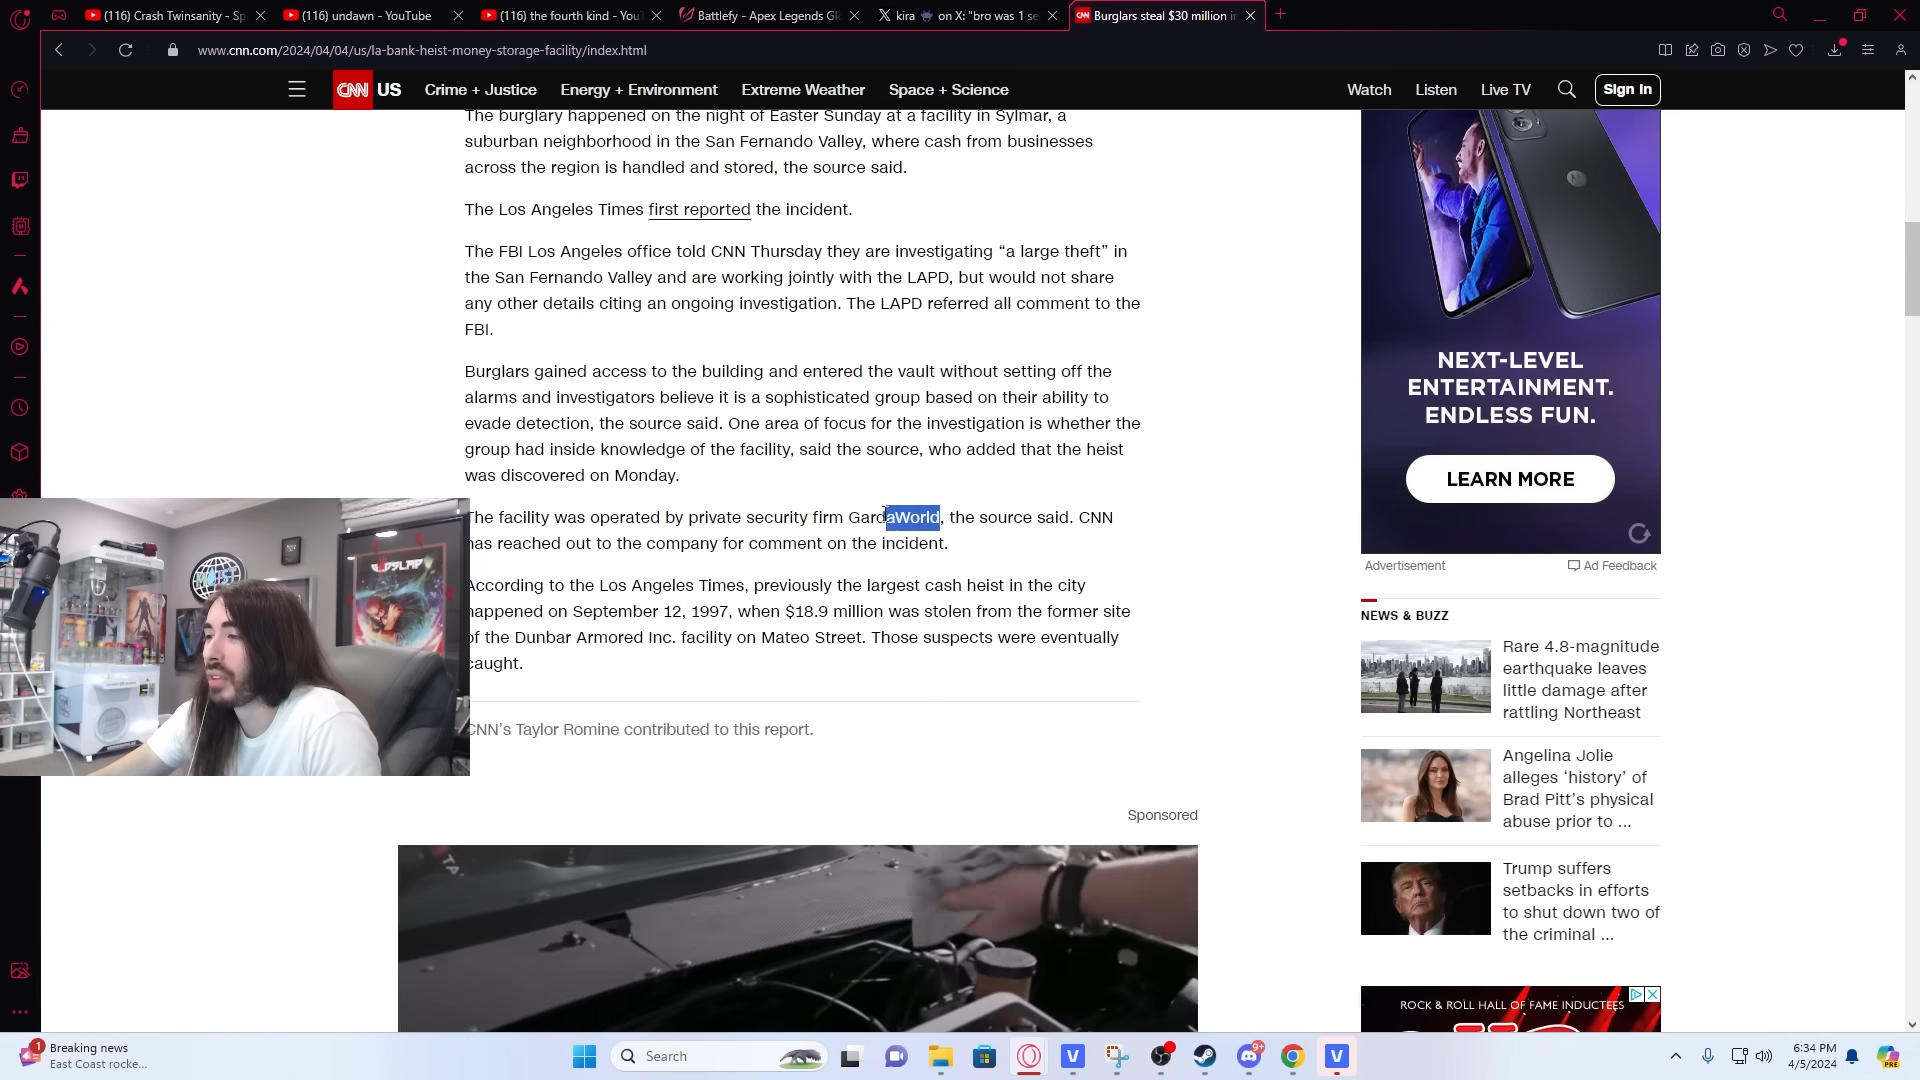 (116) Crash Twinsanity - Sp
(116) undawn - YouTube
(116) the fourth kind - You
Battlefy - Apex Legends Gl
kira on X: "bro was 1 se
Burglars steal $30 million i
www.cnn.com/2024/04/04/us/la-bank-heist-money-storage-facility/index.html
CNN US
Crime + Justice
Energy + Environment
Extreme Weather
Space + Science
Watch
Listen
Live TV
Sign In
The burglary happened on the night of Easter Sunday at a facility in Sylmar, a
suburban neighborhood in the San Fernando Valley, where cash from businesses
across the region is handled and stored, the source said.
The Los Angeles Times first reported the incident.
The FBI Los Angeles office told CNN Thursday they are investigating “a large theft” in
the San Fernando Valley and are working jointly with the LAPD, but would not share
any other details citing an ongoing investigation. The LAPD referred all comment to the
FBI.
Burglars gained access to the building and entered the vault without setting off the
alarms and investigators believe it is a sophisticated group based on their ability to
evade detection, the source said. One area of focus for the investigation is whether the
group had inside knowledge of the facility, said the source, who added that the heist
was discovered on Monday.
The facility was operated by private security firm GardaWorld, the source said. CNN
has reached out to the company for comment on the incident.
According to the Los Angeles Times, previously the largest cash heist in the city
happened on September 12, 1997, when $18.9 million was stolen from the former site
of the Dunbar Armored Inc. facility on Mateo Street. Those suspects were eventually
caught.
CNN’s Taylor Romine contributed to this report.
Sponsored
NEXT-LEVEL
ENTERTAINMENT.
ENDLESS FUN.
LEARN MORE
Advertisement
Ad Feedback
NEWS & BUZZ
Rare 4.8-magnitude
earthquake leaves
little damage after
rattling Northeast
Angelina Jolie
alleges ‘history’ of
Brad Pitt’s physical
abuse prior to ...
Trump suffers
setbacks in efforts
to shut down two of
the criminal ...
ROCK & ROLL HALL OF FAME INDUCTEES
MOIST
1
Breaking news
East Coast rocke...
Search
9+
6:34 PM
4/5/2024
PRE